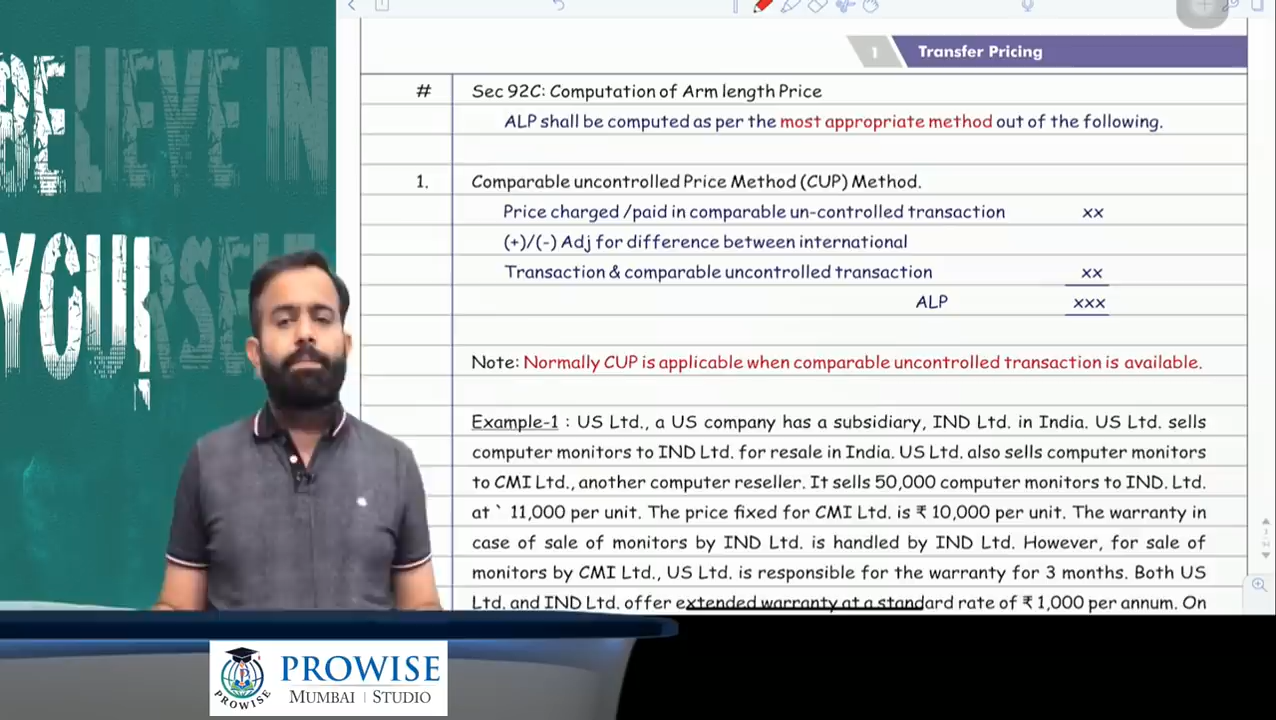 BELIEVE IN
YOURSELF
1 Transfer Pricing
# Sec 92C: Computation of Arm length Price
ALP shall be computed as per the most appropriate method out of the following.
1. Comparable uncontrolled Price Method (CUP) Method.
Price charged /paid in comparable un-controlled transaction xx
(+)/(-) Adj for difference between international
Transaction & comparable uncontrolled transaction xx
ALP xxx
Note: Normally CUP is applicable when comparable uncontrolled transaction is available.
Example-1 : US Ltd., a US company has a subsidiary, IND Ltd. in India. US Ltd. sells
computer monitors to IND Ltd. for resale in India. US Ltd. also sells computer monitors
to CMI Ltd., another computer reseller. It sells 50,000 computer monitors to IND. Ltd.
at ` 11,000 per unit. The price fixed for CMI Ltd. is ₹ 10,000 per unit. The warranty in
case of sale of monitors by IND Ltd. is handled by IND Ltd. However, for sale of
monitors by CMI Ltd., US Ltd. is responsible for the warranty for 3 months. Both US
Ltd. and IND Ltd. offer extended warranty at a standard rate of ₹ 1,000 per annum. On
PROWISE
PROWISE
MUMBAI | STUDIO